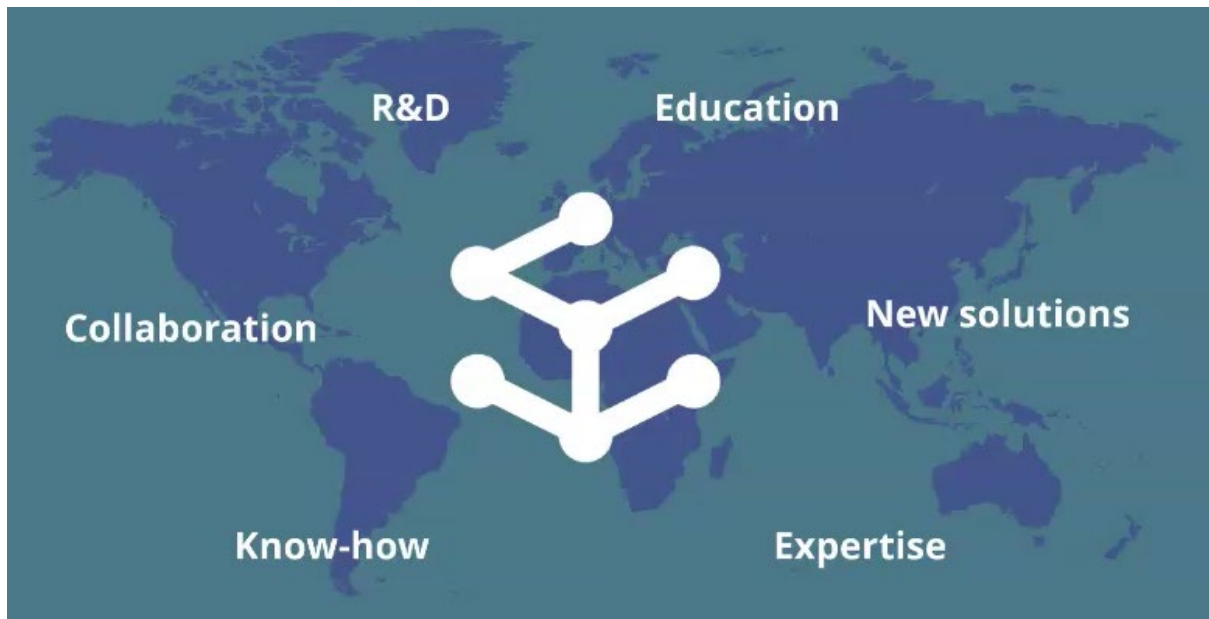 R&D
Education
Collaboration
New solutions
Know-how
Expertise